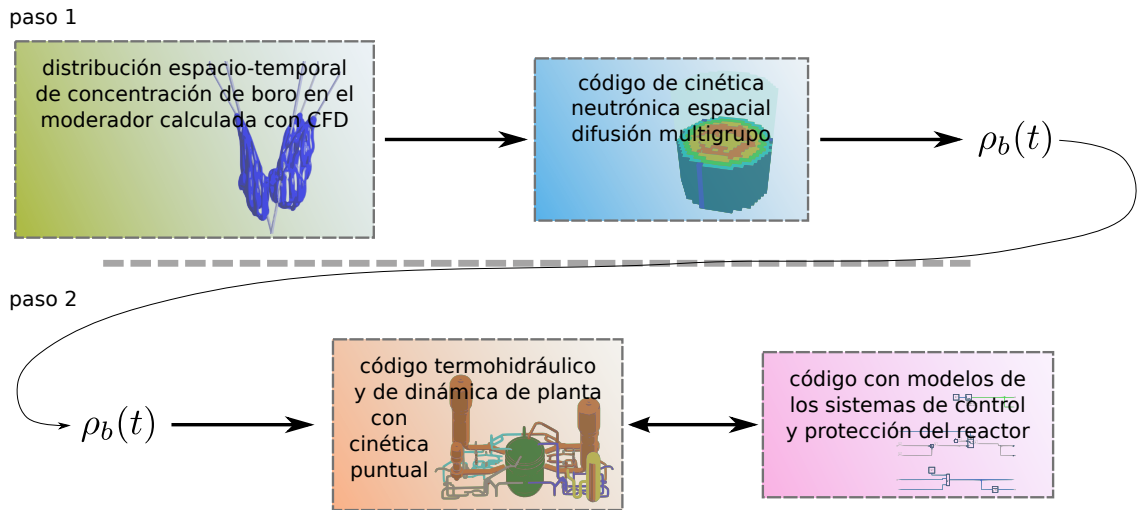 paso 1
distribución espacio-temporal
de concentración de boro en el
moderador calculada con CFD
código de cinética
neutrónica espacial
difusión multigrupo
ρb(t)
paso 2
ρb(t)
código termohidráulico
y de dinámica de planta
con
cinética
puntual
código con modelos de
los sistemas de control
y protección del reactor